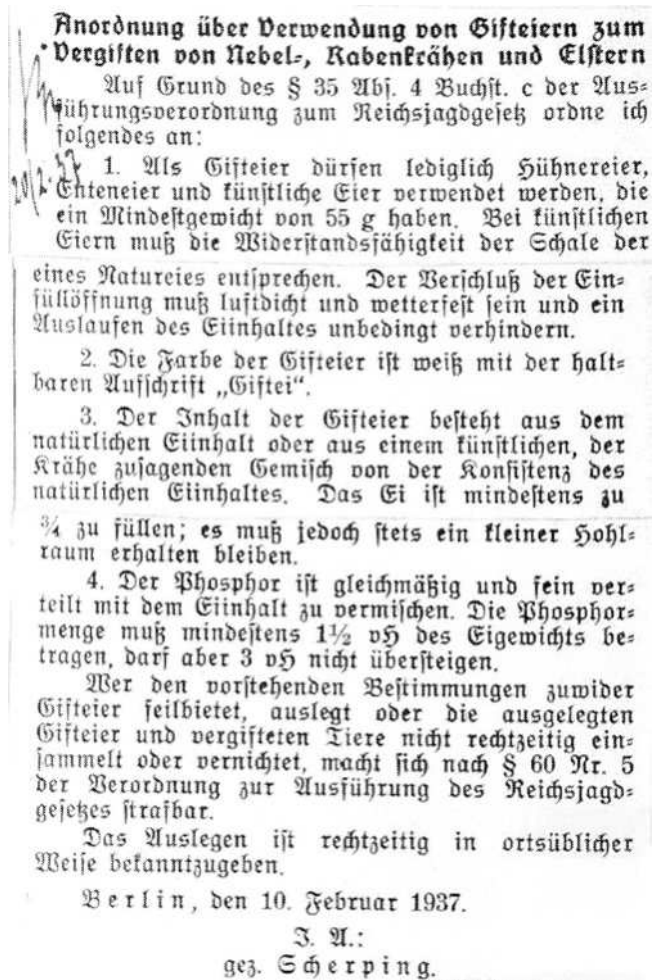 Anordnung über Verwendung von Gifteiern zum
Vergiften von Nebel-, Rabenkrähen und Elstern
Auf Grund des § 35 Abs. 4 Buchst. c der Aus-
führungsverordnung zum Reichsjagdgesetz ordne ich
folgendes an:
20/2. 37
1. Als Gifteier dürfen lediglich Hühnereier,
Enteneier und künstliche Eier verwendet werden, die
ein Mindestgewicht von 55 g haben. Bei künstlichen
Eiern muß die Widerstandsfähigkeit der Schale der
eines Natureies entsprechen. Der Verschluß der Ein-
füllöffnung muß luftdicht und wetterfest sein und ein
Auslaufen des Eiinhaltes unbedingt verhindern.
2. Die Farbe der Gifteier ist weiß mit der halt-
baren Aufschrift „Giftei“.
3. Der Inhalt der Gifteier besteht aus dem
natürlichen Eiinhalt oder aus einem künstlichen, der
Krähe zusagenden Gemisch von der Konsistenz des
natürlichen Eiinhaltes. Das Ei ist mindestens zu
¾ zu füllen; es muß jedoch stets ein kleiner Hohl-
raum erhalten bleiben.
4. Der Phosphor ist gleichmäßig und fein ver-
teilt mit dem Eiinhalt zu vermischen. Die Phosphor-
menge muß mindestens 1½ vH des Eigewichts be-
tragen, darf aber 3 vH nicht übersteigen.
Wer den vorstehenden Bestimmungen zuwider
Gifteier feilbietet, auslegt oder die ausgelegten
Gifteier und vergifteten Tiere nicht rechtzeitig ein-
sammelt oder vernichtet, macht sich nach § 60 Nr. 5
der Verordnung zur Ausführung des Reichsjagd-
gesetzes strafbar.
Das Auslegen ist rechtzeitig in ortsüblicher
Weise bekanntzugeben.
Berlin, den 10. Februar 1937.
J. A.:
gez. Scherping.